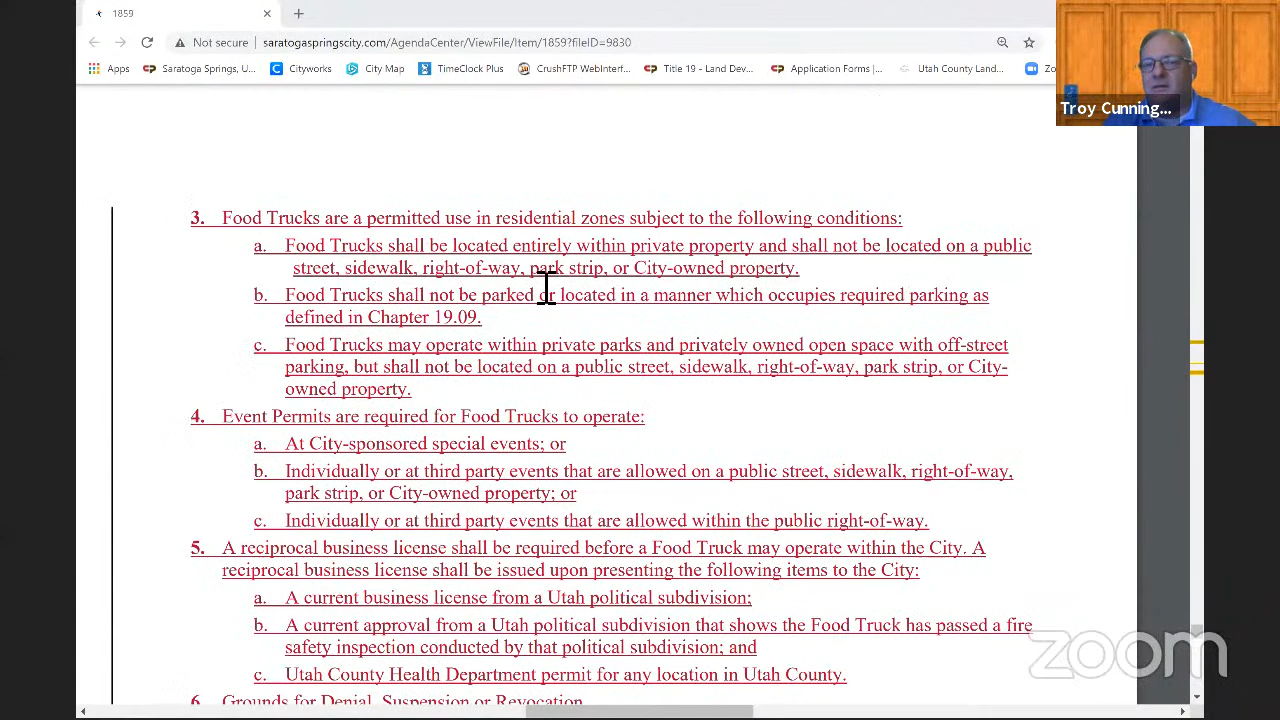 1859
Not secure saratogaspringscity.com/AgendaCenter/ViewFile/Item/1859?fileID=9830
Apps Saratoga Springs, U... Cityworks City Map TimeClock Plus CrushFTP WebInterf... Title 19 - Land Dev... Application Forms |... Utah County Land... Zo
Troy Cunning...
3. Food Trucks are a permitted use in residential zones subject to the following conditions:
a. Food Trucks shall be located entirely within private property and shall not be located on a public
street, sidewalk, right-of-way, park strip, or City-owned property.
b. Food Trucks shall not be parked or located in a manner which occupies required parking as
defined in Chapter 19.09.
c. Food Trucks may operate within private parks and privately owned open space with off-street
parking, but shall not be located on a public street, sidewalk, right-of-way, park strip, or City-
owned property.
4. Event Permits are required for Food Trucks to operate:
a. At City-sponsored special events; or
b. Individually or at third party events that are allowed on a public street, sidewalk, right-of-way,
park strip, or City-owned property; or
c. Individually or at third party events that are allowed within the public right-of-way.
5. A reciprocal business license shall be required before a Food Truck may operate within the City. A
reciprocal business license shall be issued upon presenting the following items to the City:
a. A current business license from a Utah political subdivision;
b. A current approval from a Utah political subdivision that shows the Food Truck has passed a fire
safety inspection conducted by that political subdivision; and
c. Utah County Health Department permit for any location in Utah County.
6. Grounds for Denial, Suspension or Revocation
zoom